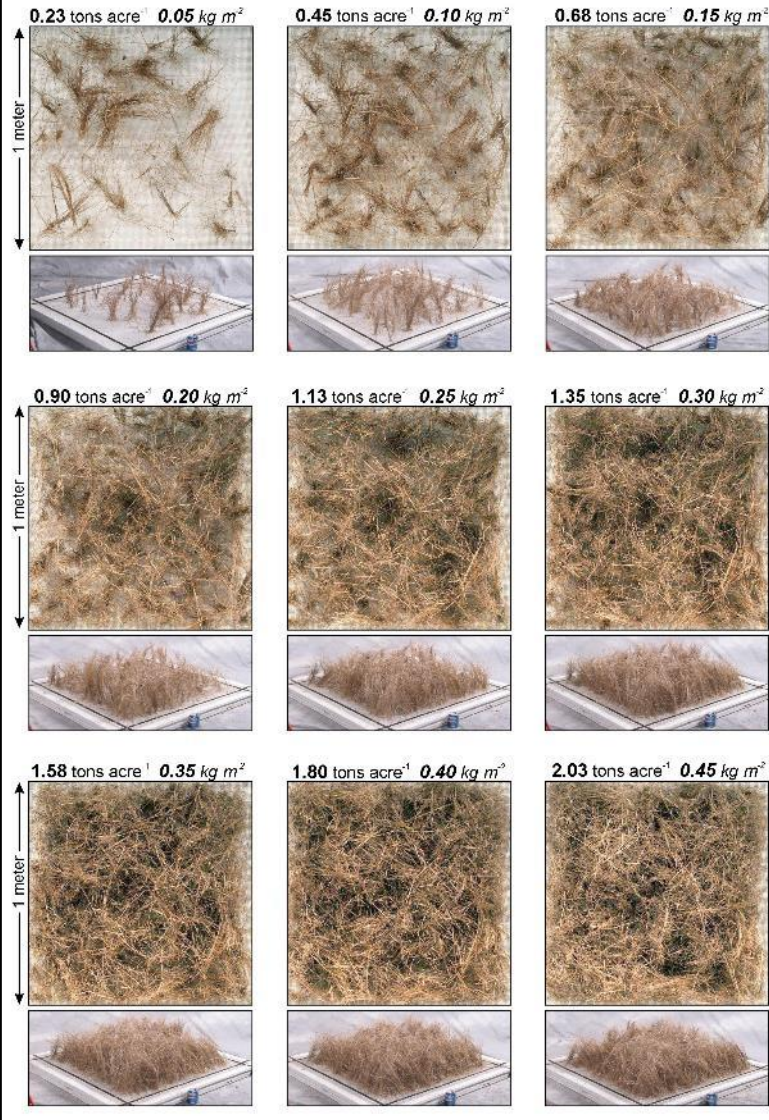 0.23 tons acre⁻¹ 0.05 kg m⁻²
0.45 tons acre⁻¹ 0.10 kg m⁻²
0.68 tons acre⁻¹ 0.15 kg m⁻²
1 meter
0.90 tons acre⁻¹ 0.20 kg m⁻²
1.13 tons acre⁻¹ 0.25 kg m⁻²
1.35 tons acre⁻¹ 0.30 kg m⁻²
1 meter
1.58 tons acre⁻¹ 0.35 kg m⁻²
1.80 tons acre⁻¹ 0.40 kg m⁻²
2.03 tons acre⁻¹ 0.45 kg m⁻²
1 meter